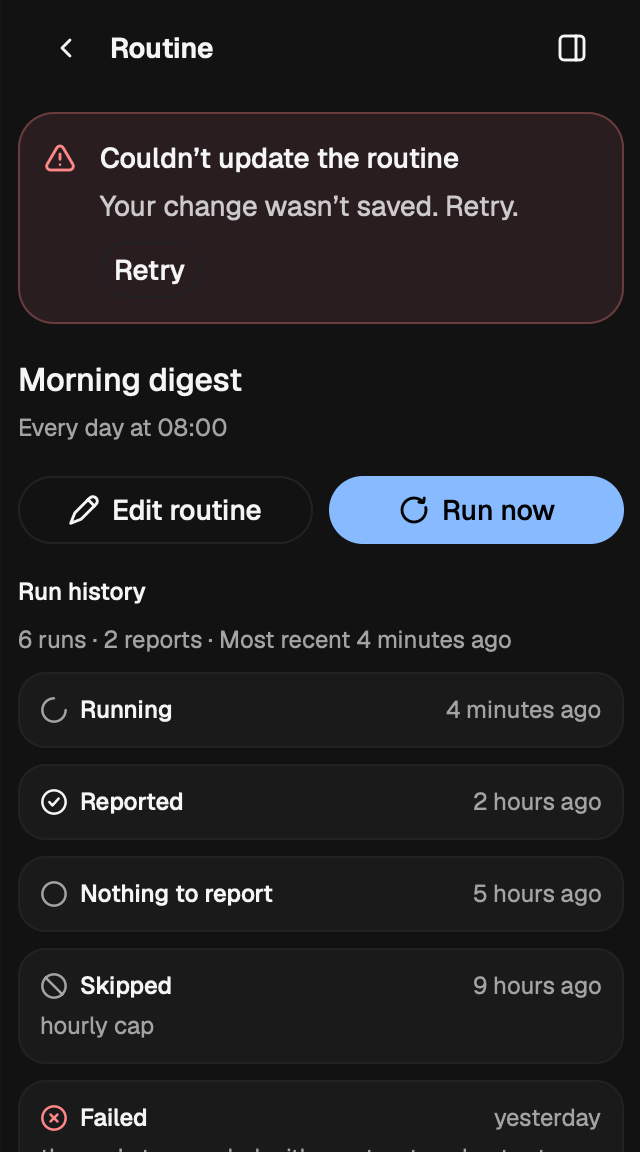 Routine
Couldn’t update the routine
Your change wasn’t saved. Retry.
Retry
Morning digest
Every day at 08:00
Edit routine
Run now
Run history
6 runs · 2 reports · Most recent 4 minutes ago
Running
4 minutes ago
Reported
2 hours ago
Nothing to report
5 hours ago
Skipped
9 hours ago
hourly cap
Failed
yesterday